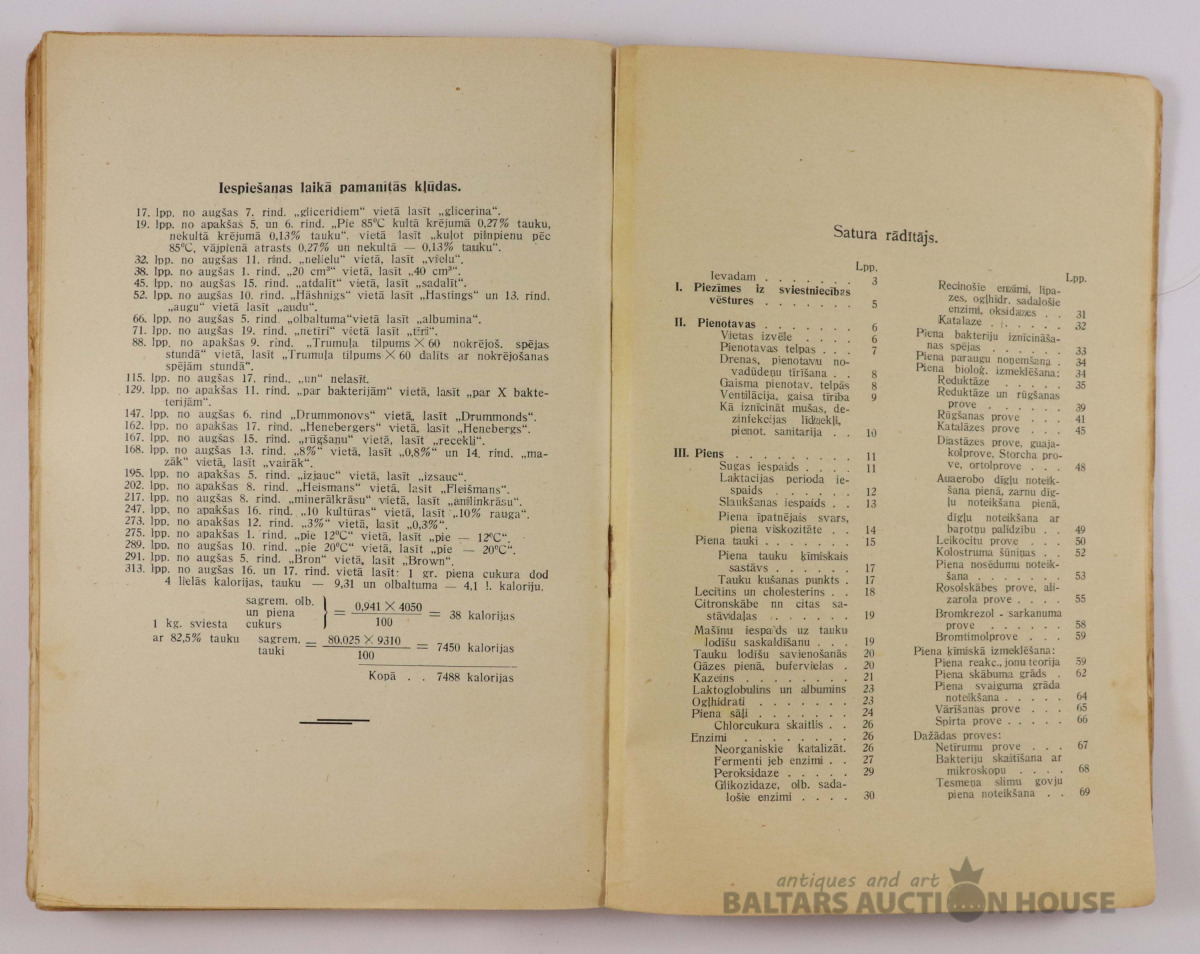 Iespiešanas laikā pamanītās kļūdas.
17. lpp. no augšas 7. rind. „gliceridiem“ vietā lasīt „glicerina“.
19. lpp. no apakšas 5. un 6. rind. „Pie 85°C kultā krējumā 0,27% tauku,
nekultā krējumā 0,13% tauku“. vietā lasīt „kuļot pilnpienu pēc
85°C, vājpienā atrasts 0,27% un nekultā — 0,13% tauku“.
32. lpp. no augšas 11. rind. „nelielu“ vietā, lasīt „vielu“.
38. lpp. no augšas 1. rind. „20 cm³“ vietā, lasīt „40 cm³“.
45. lpp. no augšas 15. rind. „atdalīt“ vietā, lasīt „sadalīt“.
52. lpp. no augšas 10. rind. „Häshnigs“ vietā lasīt „Hastings“ un 13. rind.
„augu“ vietā lasīt „audu“.
66. lpp. no augšas 5. rind. „olbaltuma“vietā lasīt „albumina“.
71. lpp. no augšas 19. rind. „netīri“ vietā lasīt „tīri“.
88. lpp. no apakšas 9. rind. „Trumuļa tilpums × 60 nokrējoš. spējas
stundā“ vietā, lasīt „Trumuļa tilpums × 60 dalīts ar nokrējošanas
spējām stundā“.
115. lpp. no augšas 17. rind., „un“ nelasīt.
129. lpp. no apakšas 11. rind. „par bakterijām“ vietā, lasīt „par X bakte-
terijām“.
147. lpp. no augšas 6. rind „Drummonovs“ vietā, lasīt „Drummonds“.
162. lpp. no apakšas 17. rind. „Henebergers“ vietā, lasīt „Henebergs“.
167. lpp. no augšas 15. rind. „rūgšanu“ vietā, lasīt „recekli“.
168. lpp. no augšas 13. rind. „8%“ vietā, lasīt „0,8%“ un 14. rind. „ma-
zāk“ vietā, lasīt „vairāk“.
195. lpp. no apakšas 5. rind. „izjauc“ vietā, lasīt „izsauc“.
202. lpp. no apakšas 8. rind. „Heismans“ vietā, lasīt „Fleišmans“.
217. lpp. no augšas 8. rind. „minerālkrāsu“ vietā, lasīt „anilinkrāsu“.
247. lpp. no apakšas 16. rind. „10 kultūras“ vietā, lasīt „10% rauga“.
273. lpp. no apakšas 12. rind. „3%“ vietā, lasīt „0,3%“.
275. lpp. no apakšas 1. rind. „pie 12°C“ vietā, lasīt „pie — 12°C“.
289. lpp. no augšas 10. rind. „pie 20°C“ vietā, lasīt „pie — 20°C“.
291. lpp. no augšas 5. rind. „Bron“ vietā, lasīt „Brown“.
313. lpp. no augšas 16. un 17. rind. vietā lasīt: 1 gr. piena cukura dod
4 lielās kalorijas, tauku — 9,31 un olbaltuma — 4,1 l. kaloriju.
1 kg. sviesta
ar 82,5% tauku
sagrem. olb.
un piena
cukurs
= 0,941 × 4050
100
= 38 kalorijas
sagrem.
tauki
= 80.025 × 9310
100
= 7450 kalorijas
Kopā . . 7488 kalorijas
Satura rādītājs.
Lpp.
Ievadam . . . . . . 3
I. Piezīmes iz sviestniecības
vēstures . . . . . . 5
II. Pienotavas . . . . . . 6
Vietas izvēle . . . . 6
Pienotavas telpas . . . 7
Drenas, pienotavu no-
vadūdeņu tīrīšana . . 8
Gaisma pienotav. telpās 8
Ventilācija, gaisa tīrība 9
Kā iznīcināt mušas, de-
zinfekcijas līdzekļi,
pienot. sanitarija . . 10
III. Piens . . . . . . . . 11
Sugas iespaids . . . . 11
Laktacijas perioda ie-
spaids . . . . . . 12
Slaukšanas iespaids . . 13
Piena īpatnējais svars,
piena viskozitāte . . 14
Piena tauki . . . . . . 15
Piena tauku ķīmiskais
sastāvs . . . . . . 17
Tauku kušanas punkts . 17
Lecitins un cholesterins . . 18
Citronskābe nn citas sa-
stāvdaļas . . . . . . 19
Mašīnu iespaids uz tauku
lodīšu saskaldīšanu . . . 19
Tauku lodīšu savienošanās 20
Gāzes pienā, bufervielas . 20
Kazeins . . . . . . . 21
Laktoglobulins un albumins 23
Ogļhidrati . . . . . . . 23
Piena sāļi . . . . . . . 24
Chlorcukura skaitlis . . 26
Enzimi . . . . . . . . 26
Neorganiskie katalizāt. 26
Fermenti jeb enzimi . . 27
Peroksidaze . . . . . 29
Glikozidaze, olb. sada-
lošie enzimi . . . . 30
Lpp.
Recinošie enzimi, lipa-
zes, ogļhidr. sadalošie
enzimi, oksidazes . . 31
Katalaze . . . . . . 32
Piena bakteriju iznīcināša-
nas spējas . . . . . . 33
Piena paraugu noņemšana . 34
Piena bioloģ. izmeklēšana: 34
Reduktāze . . . . . 35
Reduktāze un rūgšanas
prove . . . . . . 39
Rūgšanas prove . . . 41
Katalāzes prove . . . 45
Diastāzes prove, guaja-
kolprove, Storcha pro-
ve, ortolprove . . . 48
Auaerobo dīgļu noteik-
šana pienā, zarnu dīg-
ļu noteikšana pienā,
dīgļu noteikšana ar
barotņu palīdzību . . 49
Leikocitu prove . . . 50
Kolostruma šūniņas . . 52
Piena nosēdumu noteik-
šana . . . . . . . 53
Rosolskābes prove, ali-
zarola prove . . . . 55
Bromkrezol - sarkanuma
prove . . . . . . 58
Bromtimolprove . . . 59
Piena ķīmiskā izmeklēšana:
Piena reakc., jonu teorija 59
Piena skābuma grāds . 62
Piena svaiguma grāda
noteikšana . . . . . 64
Vārīšanas prove . . . 65
Spirta prove . . . . . 66
Dažādas proves:
Netīrumu prove . . . 67
Bakteriju skaitīšana ar
mikroskopu . . . . 68
Tesmeņa slimu govju
piena noteikšana . . 69
antiques and art
BALTARS AUCTION HOUSE